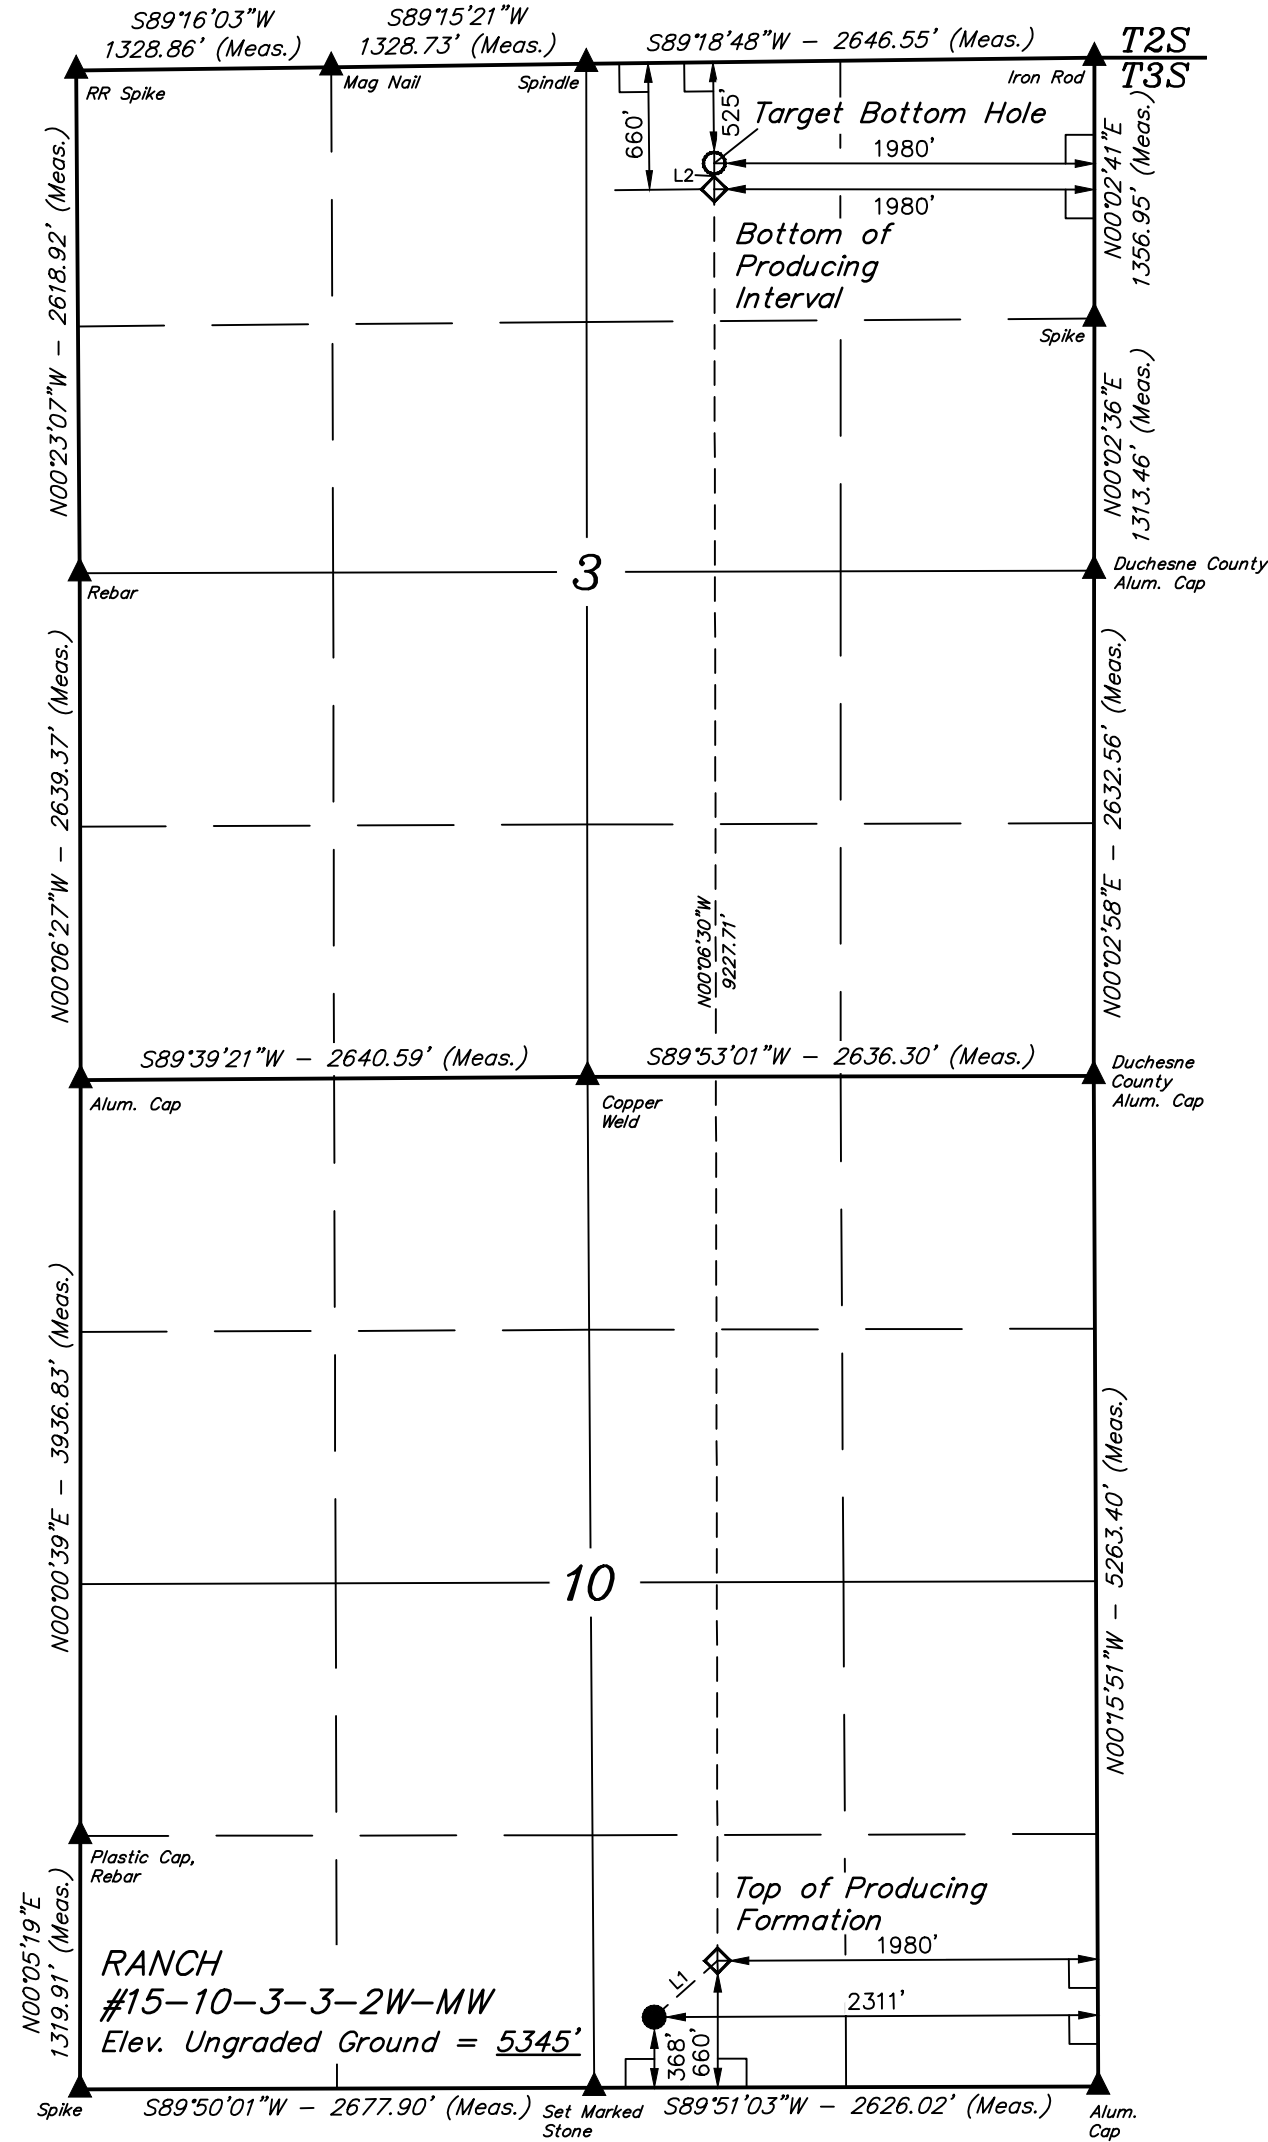 S89°16'03"W
1328.86' (Meas.)
S89°15'21"W
1328.73' (Meas.)
S89°18'48"W - 2646.55' (Meas.)
T2S
T3S
RR Spike
Mag Nail
Spindle
Iron Rod
660'
525'
Target Bottom Hole
1980'
L2
1980'
Bottom of
Producing
Interval
N00°02'41"E
1356.95' (Meas.)
N00°23'07"W - 2618.92' (Meas.)
Spike
N00°02'36"E
1313.46' (Meas.)
3
Rebar
Duchesne County
Alum. Cap
N00°06'27"W - 2639.37' (Meas.)
N00°06'30"W
9227.71'
N00°02'58"E - 2632.56' (Meas.)
S89°39'21"W - 2640.59' (Meas.)
S89°53'01"W - 2636.30' (Meas.)
Alum. Cap
Copper
Weld
Duchesne
County
Alum. Cap
N00°00'39"E - 3936.83' (Meas.)
10
N00°15'51"W - 5263.40' (Meas.)
Plastic Cap,
Rebar
N00°05'19"E
1319.91' (Meas.)
Top of Producing
Formation
1980'
L1
2311'
368'
660'
RANCH
#15-10-3-3-2W-MW
Elev. Ungraded Ground = 5345'
Spike
S89°50'01"W - 2677.90' (Meas.)
Set Marked
Stone
S89°51'03"W - 2626.02' (Meas.)
Alum.
Cap